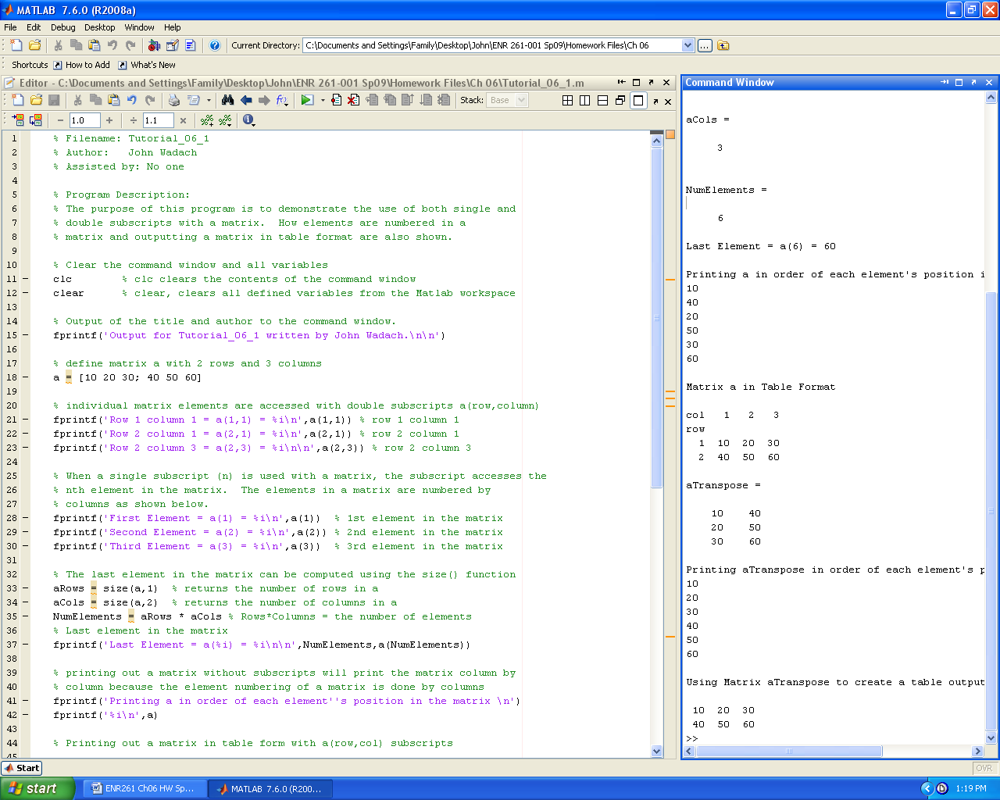 MATLAB 7.6.0 (R2008a)
File Edit Debug Desktop Window Help
Current Directory: C:\Documents and Settings\Family\Desktop\John\ENR 261-001 Sp09\Homework Files\Ch 06
Shortcuts How to Add What's New
Editor - C:\Documents and Settings\Family\Desktop\John\ENR 261-001 Sp09\Homework Files\Ch 06\Tutorial_06_1.m
Stack: Base
− 1.0 + ÷ 1.1 ×
1 % Filename: Tutorial_06_1
2 % Author:   John Wadach
3 % Assisted by: No one
4
5 % Program Description:
6 % The purpose of this program is to demonstrate the use of both single and
7 % double subscripts with a matrix.  How elements are numbered in a
8 % matrix and outputting a matrix in table format are also shown.
9
10 % Clear the command window and all variables
11 − clc        % clc clears the contents of the command window
12 − clear      % clear, clears all defined variables from the Matlab workspace
13
14 % Output of the title and author to the command window.
15 − fprintf('Output for Tutorial_06_1 written by John Wadach.\n\n')
16
17 % define matrix a with 2 rows and 3 columns
18 − a = [10 20 30; 40 50 60]
19
20 % individual matrix elements are accessed with double subscripts a(row,column)
21 − fprintf('Row 1 column 1 = a(1,1) = %i\n',a(1,1)) % row 1 column 1
22 − fprintf('Row 2 column 1 = a(2,1) = %i\n',a(2,1)) % row 2 column 1
23 − fprintf('Row 2 column 3 = a(2,3) = %i\n\n',a(2,3)) % row 2 column 3
24
25 % When a single subscript (n) is used with a matrix, the subscript accesses the
26 % nth element in the matrix.  The elements in a matrix are numbered by
27 % columns as shown below.
28 − fprintf('First Element = a(1) = %i\n',a(1))  % 1st element in the matrix
29 − fprintf('Second Element = a(2) = %i\n',a(2)) % 2nd element in the matrix
30 − fprintf('Third Element = a(3) = %i\n',a(3))  % 3rd element in the matrix
31
32 % The last element in the matrix can be computed using the size() function
33 − aRows = size(a,1)  % returns the number of rows in a
34 − aCols = size(a,2)  % returns the number of columns in a
35 − NumElements = aRows * aCols % Rows*Columns = the number of elements
36 % Last element in the matrix
37 − fprintf('Last Element = a(%i) = %i\n\n',NumElements,a(NumElements))
38
39 % printing out a matrix without subscripts will print the matrix column by
40 % column because the element numbering of a matrix is done by columns
41 − fprintf('Printing a in order of each element''s position in the matrix \n')
42 − fprintf('%i\n',a)
43
44 % Printing out a matrix in table form with a(row,col) subscripts
45
Command Window
aCols =
3
NumElements =
6
Last Element = a(6) = 60
Printing a in order of each element's position i
10
40
20
50
30
60
Matrix a in Table Format
col   1   2   3
row
1  10  20  30
2  40  50  60
aTranspose =
10    40
20    50
30    60
Printing aTranspose in order of each element's p
10
20
30
40
50
60
Using Matrix aTranspose to create a table output
10  20  30
40  50  60
>>
Start
OVR
start ENR261 Ch06 HW Sp... MATLAB 7.6.0 (R200... 1:19 PM